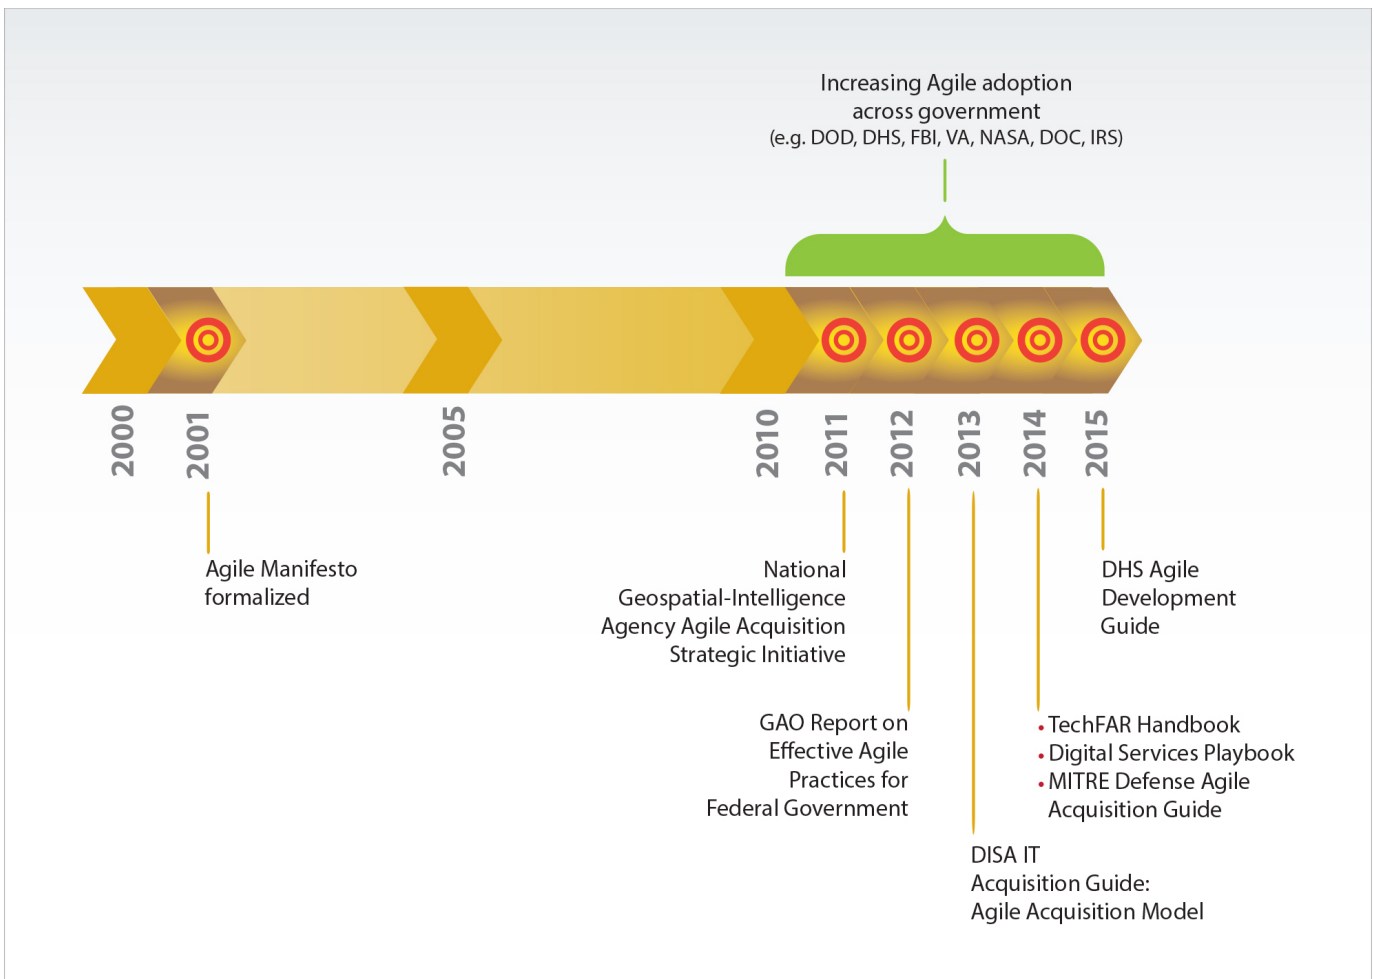 Increasing Agile adoption
across government
(e.g. DOD, DHS, FBI, VA, NASA, DOC, IRS)
2000
2001
2005
2010
2011
2012
2013
2014
2015
Agile Manifesto
formalized
National
Geospatial-Intelligence
Agency Agile Acquisition
Strategic Initiative
GAO Report on
Effective Agile
Practices for
Federal Government
DISA IT
Acquisition Guide:
Agile Acquisition Model
• TechFAR Handbook
• Digital Services Playbook
• MITRE Defense Agile
Acquisition Guide
DHS Agile
Development
Guide